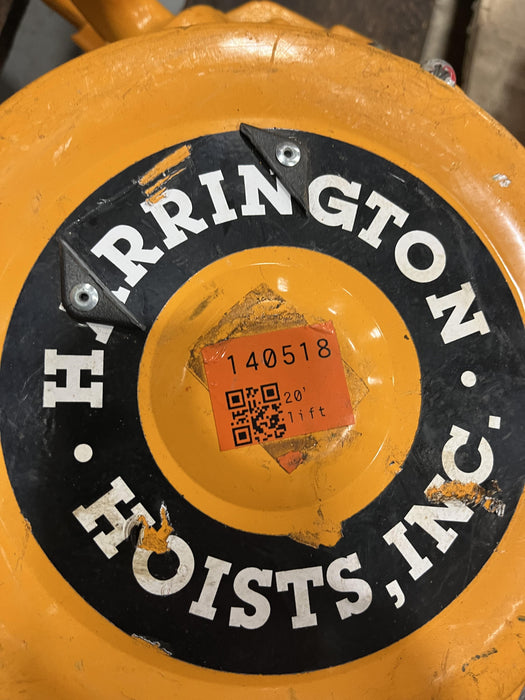 HARRINGTON
HOISTS, INC.
140518
20'
lift